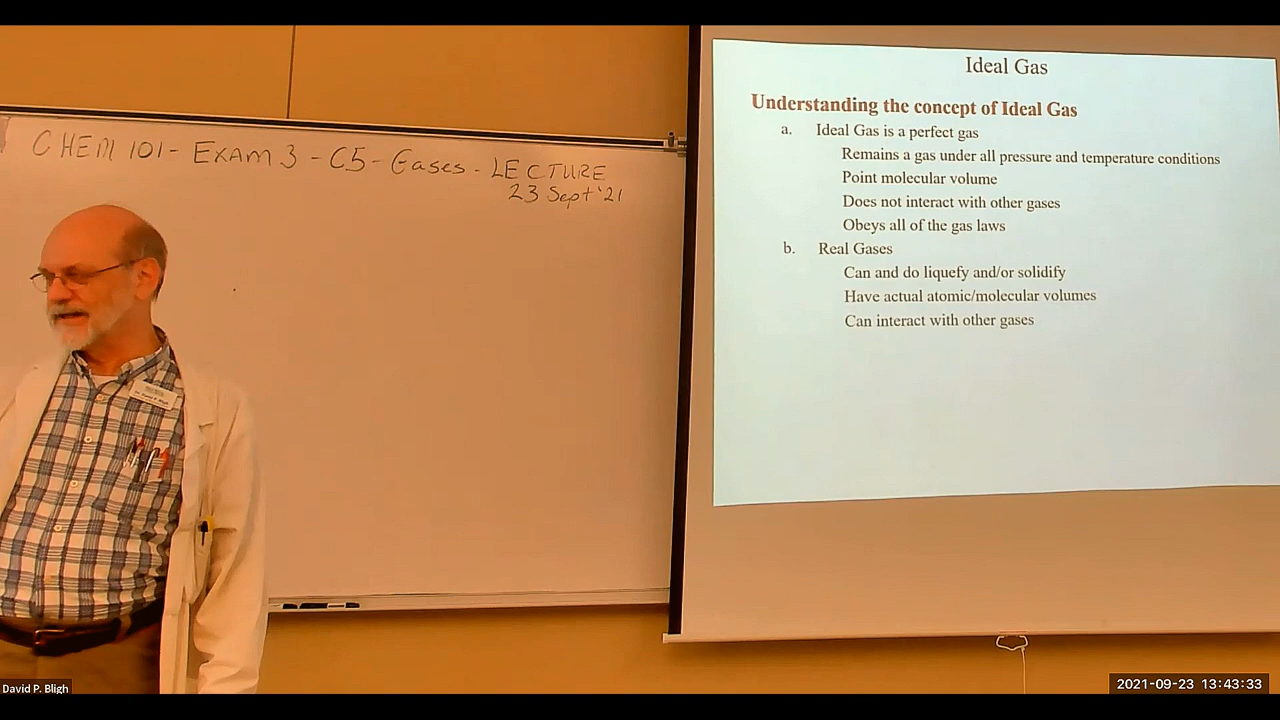 CHEM 101 - EXAM 3 - C5 - Gases - LECTURE
23 Sept '21
Ideal Gas
Understanding the concept of Ideal Gas
a. Ideal Gas is a perfect gas
Remains a gas under all pressure and temperature conditions
Point molecular volume
Does not interact with other gases
Obeys all of the gas laws
b. Real Gases
Can and do liquefy and/or solidify
Have actual atomic/molecular volumes
Can interact with other gases
David P. Bligh
2021-09-23 13:43:33